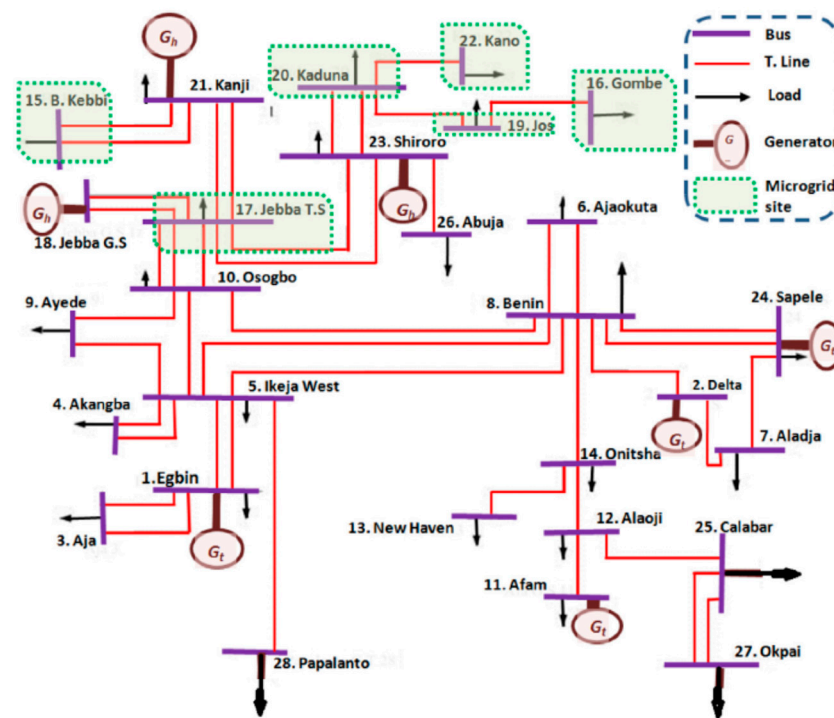 G_h
21. Kanji
15. B. Kebbi
20. Kaduna
22. Kano
16. Gombe
19. Jos
23. Shiroro
G_h
G_h
17. Jebba T.S
18. Jebba G.S
26. Abuja
6. Ajaokuta
10. Osogbo
9. Ayede
8. Benin
24. Sapele
G_t
5. Ikeja West
4. Akangba
2. Delta
G_t
7. Aladja
1.Egbin
14. Onitsha
3. Aja
G_t
13. New Haven
12. Alaoji
25. Calabar
11. Afam
G_t
28. Papalanto
27. Okpai
Bus
T. Line
Load
G
Generator
Microgrid
site